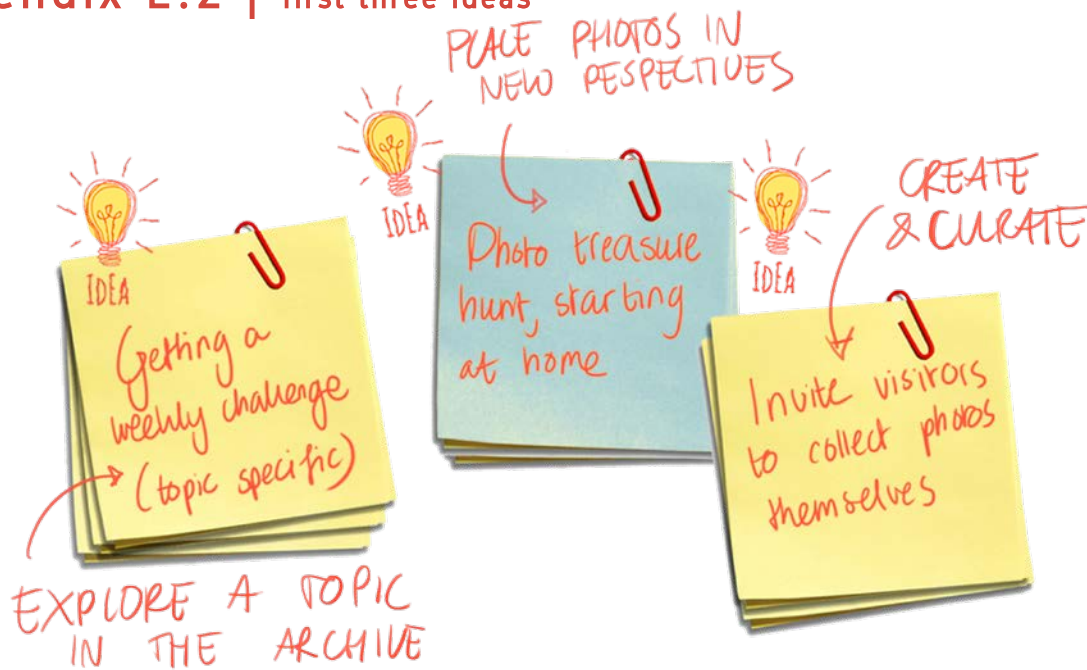 endix E.2 | first three ideas
PLACE PHOTOS IN
NEW PESPECTIVES
IDEA
Photo treasure
hunt, starting
at home
IDEA
Getting a
weekly challenge
(topic specific)
EXPLORE A TOPIC
IN THE ARCHIVE
IDEA
CREATE
& CURATE
Invite visitors
to collect photos
themselves